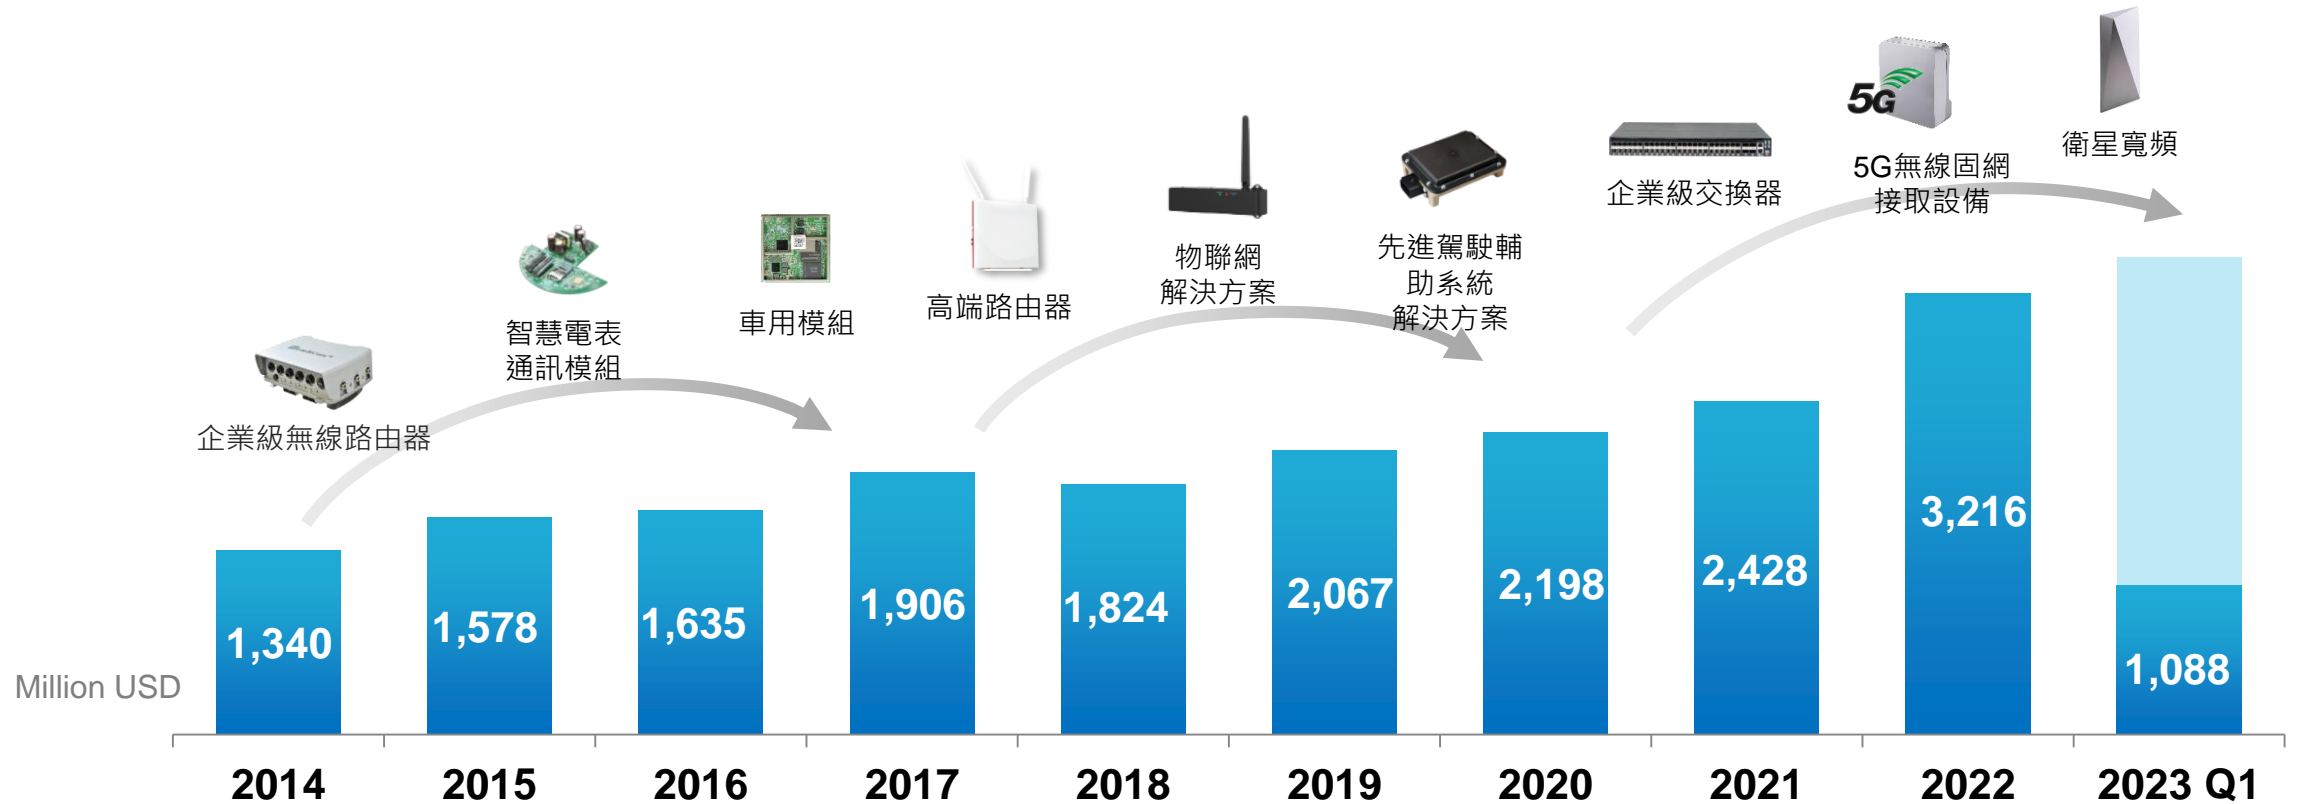 衛星寬頻
5G
5G無線固網
接取設備
企業級交換器
先進駕駛輔
助系統
解決方案
物聯網
解決方案
高端路由器
車用模組
智慧電表
通訊模組
企業級無線路由器
3,216
2,428
2,198
2,067
1,906
1,824
1,635
1,578
1,340
1,088
Million USD
2014
2015
2016
2017
2018
2019
2020
2021
2022
2023 Q1